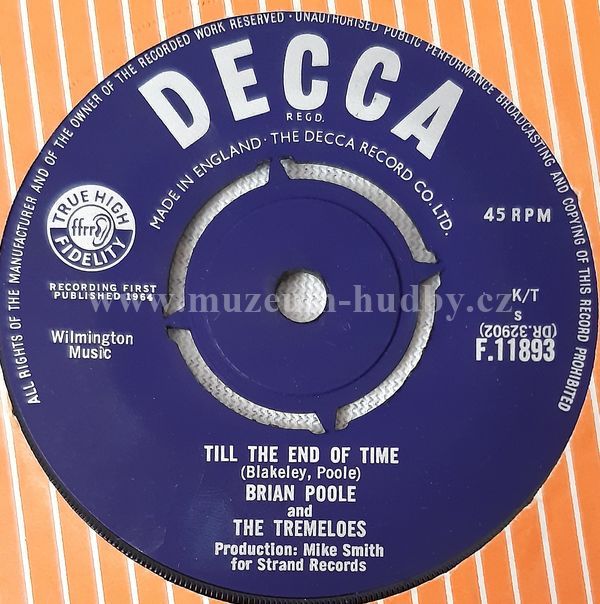 ALL RIGHTS OF THE MANUFACTURER AND OF THE OWNER OF THE RECORDED WORK RESERVED · UNAUTHORISED PUBLIC PERFORMANCE BROADCASTING AND COPYING OF THIS RECORD PROHIBITED
DECCA
REGD.
MADE IN ENGLAND · THE DECCA RECORD CO. LTD.
TRUE HIGH
ffrr
FIDELITY
45 RPM
RECORDING FIRST
PUBLISHED 1964
www.muzeum-hudby.cz
K/T
s
Wilmington
Music
(DR.32902)
F.11893
TILL THE END OF TIME
(Blakeley, Poole)
BRIAN POOLE
and
THE TREMELOES
Production: Mike Smith
for Strand Records